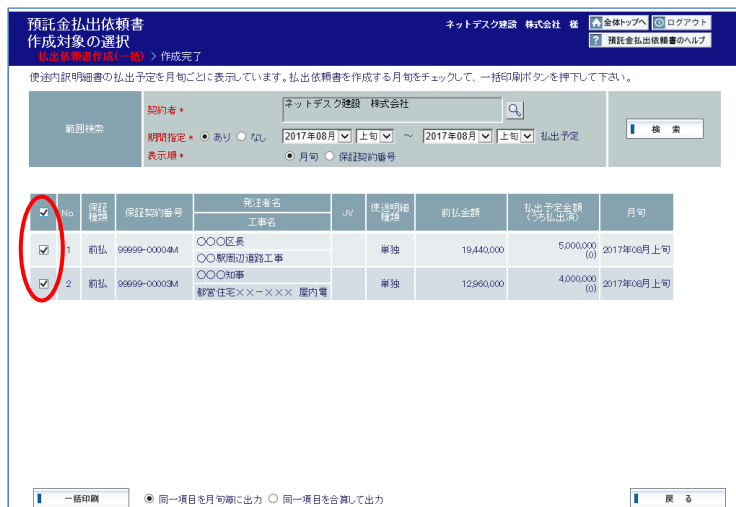 預託金払出依頼書
作成対象の選択
払出依頼書作成(一括) > 作成完了
ネットデスク建設 株式会社 様
全体トップへ
ログアウト
? 預託金払出依頼書のヘルプ
使途内訳明細書の払出予定を月旬ごとに表示しています。払出依頼書を作成する月旬をチェックして、一括印刷ボタンを押下して下さい。
範囲検索
契約者* ネットデスク建設 株式会社
期間指定* あり なし 2017年08月 上旬 ~ 2017年08月 上旬 払出予定
表示順* 月旬 保証契約番号
検 索
No. 保証種類 保証契約番号 発注者名 工事名 JV 使途明細種類 前払金額 払出予定金額(うち払出済) 月旬
1 前払 99999-00004M 〇〇〇区長 〇〇駅周辺道路工事 単独 19,440,000 5,000,000 (0) 2017年08月上旬
2 前払 99999-00003M 〇〇〇知事 都営住宅××-××× 屋内電 単独 12,960,000 4,000,000 (0) 2017年08月上旬
一括印刷 同一項目を月旬毎に出力 同一項目を合算して出力 戻 る